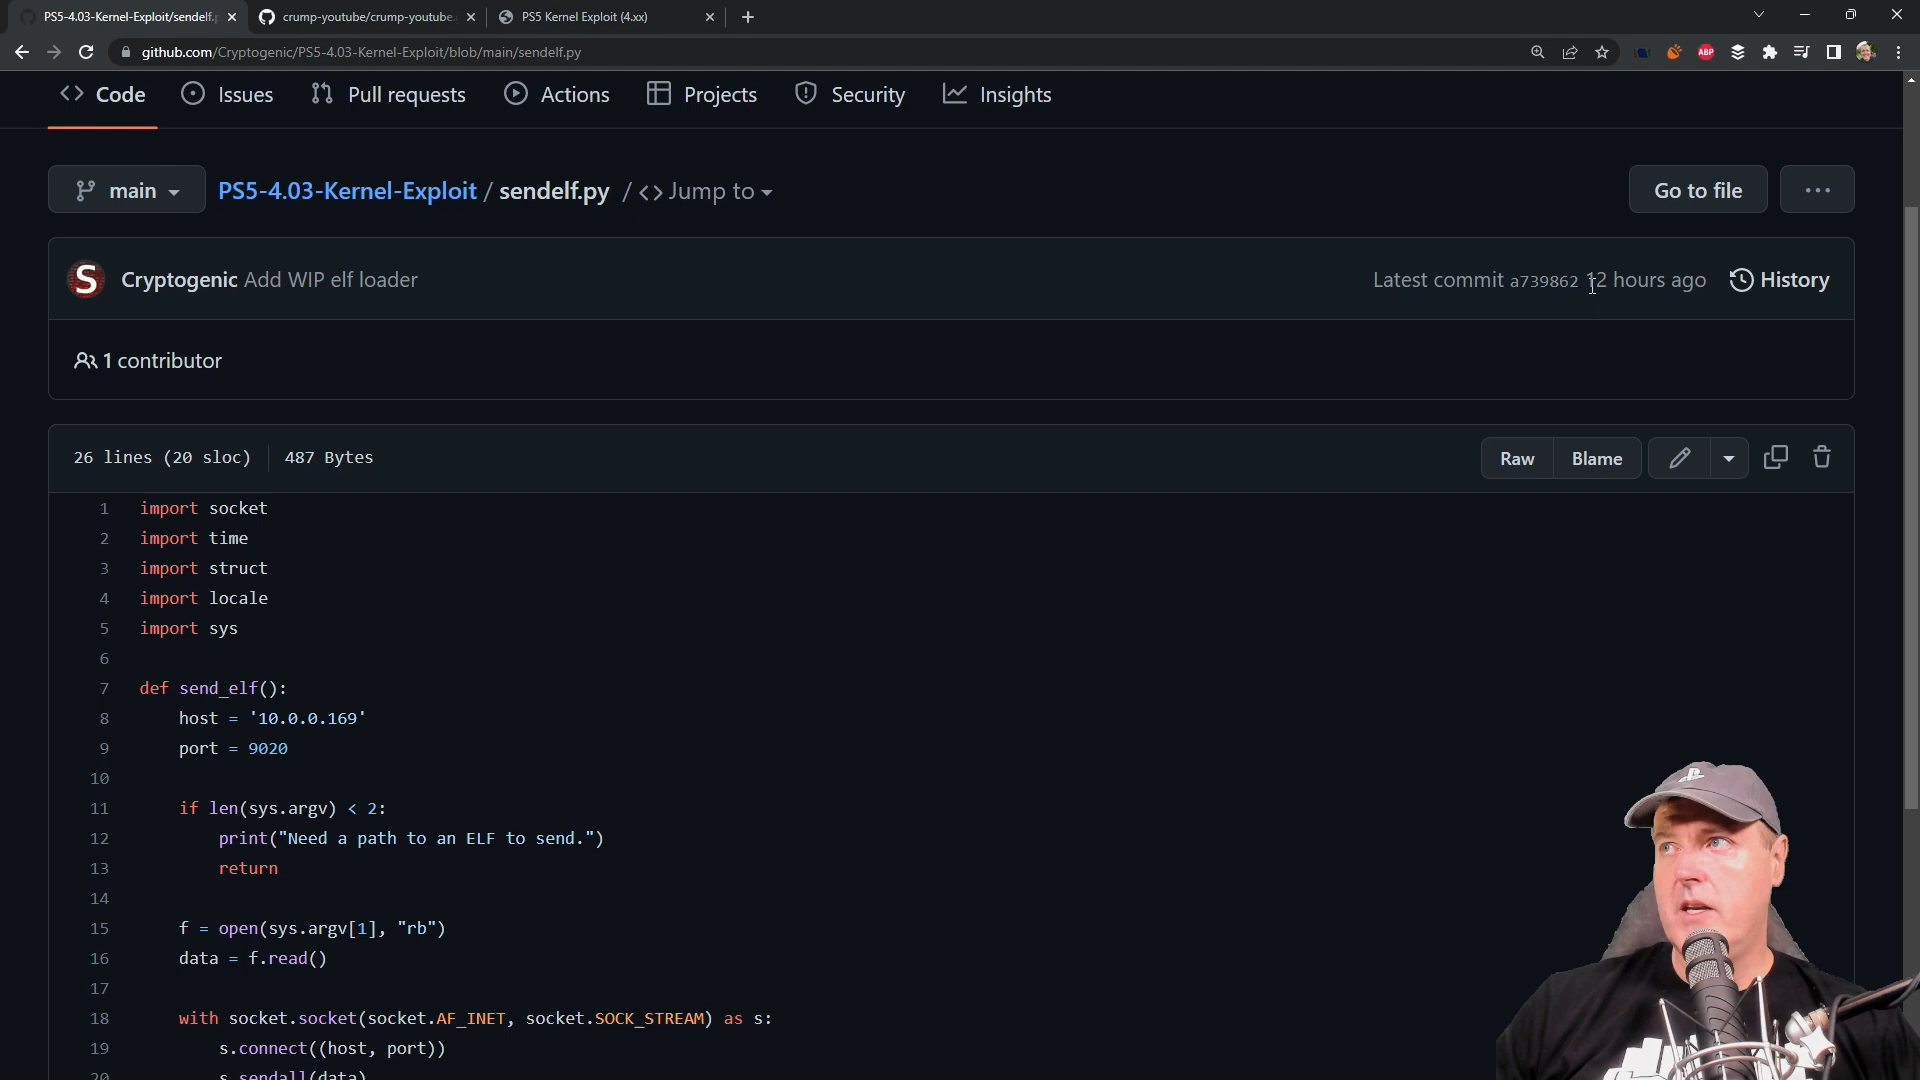 PS5-4.03-Kernel-Exploit/sendelf.p
crump-youtube/crump-youtube.
PS5 Kernel Exploit (4.xx)
github.com/Cryptogenic/PS5-4.03-Kernel-Exploit/blob/main/sendelf.py
ABP
Code
Issues
Pull requests
Actions
Projects
Security
Insights
main
PS5-4.03-Kernel-Exploit / sendelf.py / <> Jump to
Go to file
...
S
Cryptogenic Add WIP elf loader
Latest commit a739862 12 hours ago
History
1 contributor
26 lines (20 sloc)
487 Bytes
Raw
Blame
1 import socket
2 import time
3 import struct
4 import locale
5 import sys
6
7 def send_elf():
8 host = '10.0.0.169'
9 port = 9020
10
11 if len(sys.argv) < 2:
12 print("Need a path to an ELF to send.")
13 return
14
15 f = open(sys.argv[1], "rb")
16 data = f.read()
17
18 with socket.socket(socket.AF_INET, socket.SOCK_STREAM) as s:
19 s.connect((host, port))
20 s.sendall(data)